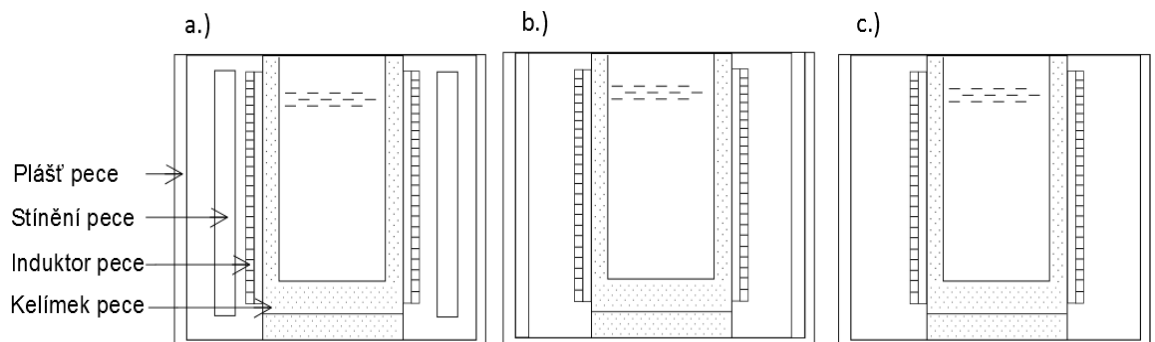 a.)
b.)
c.)
Plášť pece
Stínění pece
Induktor pece
Kelímek pece